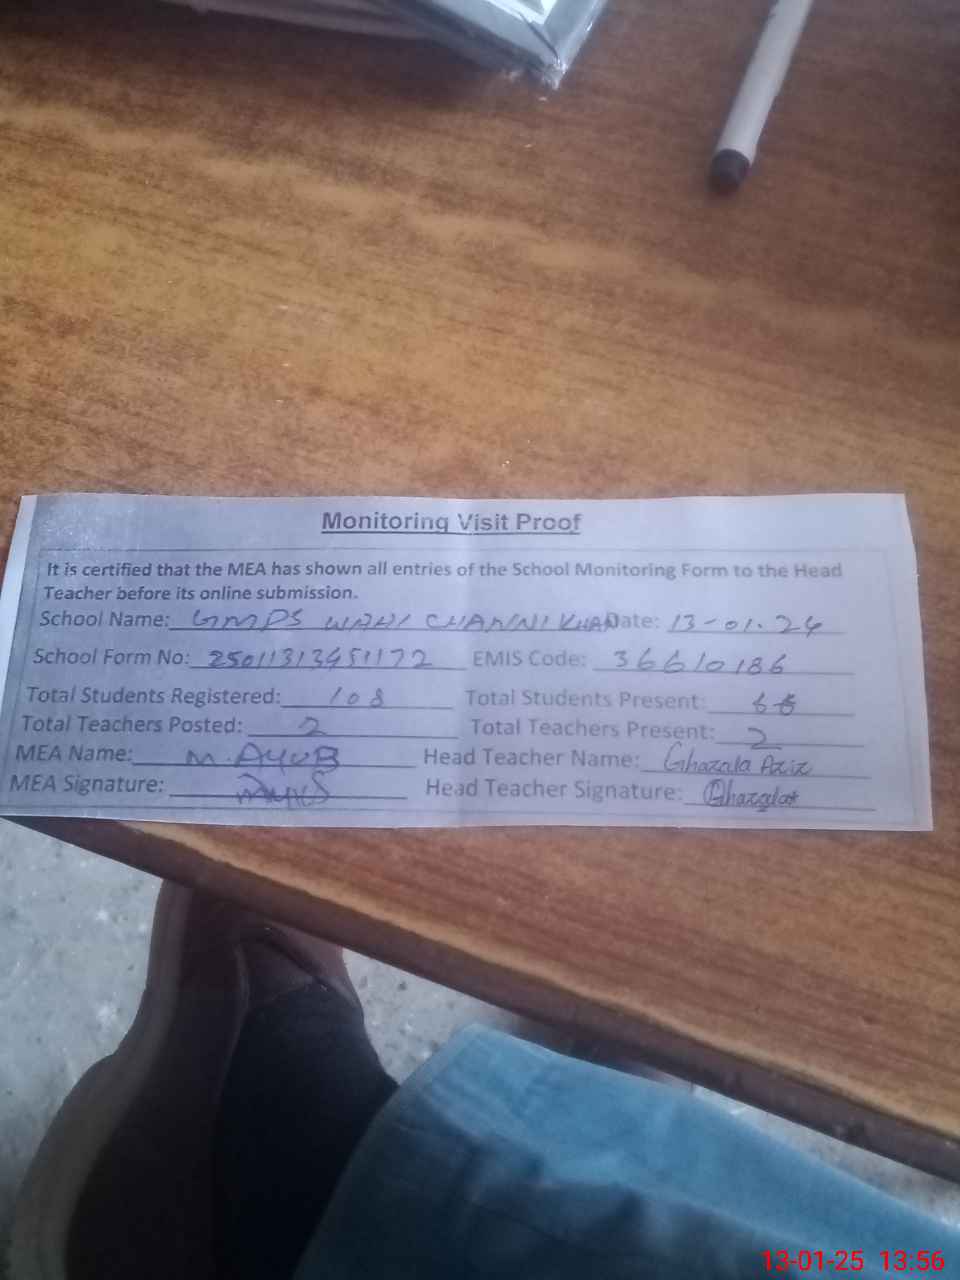 Monitoring Visit Proof
It is certified that the MEA has shown all entries of the School Monitoring Form to the Head
Teacher before its online submission.
School Name: GMPS WAHI CHANNI KHAN Date: 13-01-24
School Form No: 25011313451172 EMIS Code: 36610186
Total Students Registered: 108 Total Students Present:
Total Teachers Posted: 2 Total Teachers Present: 2
MEA Name: M. AYUB Head Teacher Name: Ghazala Aziz
MEA Signature: Head Teacher Signature: Ghazala
13-01-25 13:56